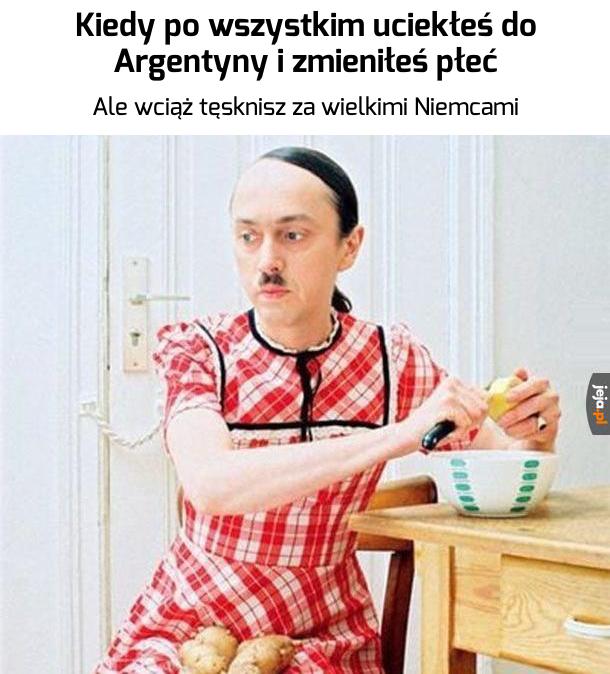 Kiedy po wszystkim uciekłeś do
Argentyny i zmieniłeś płeć
Ale wciąż tęsknisz za wielkimi Niemcami
jeja.pl